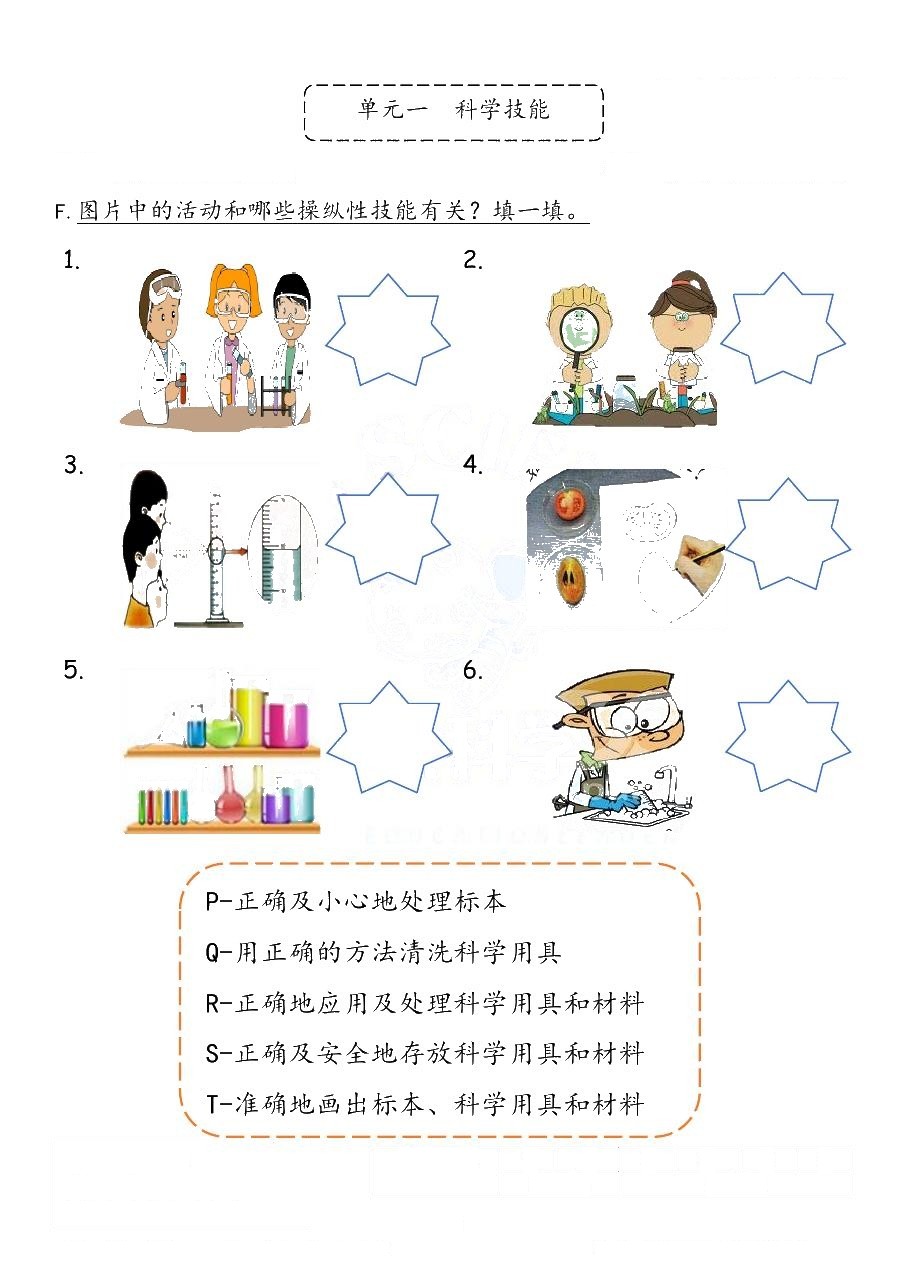 单元一 科学技能
F. 图片中的活动和哪些操纵性技能有关？填一填。
1.
2.
3.
4.
5.
6.
P-正确及小心地处理标本
Q-用正确的方法清洗科学用具
R-正确地应用及处理科学用具和材料
S-正确及安全地存放科学用具和材料
T-准确地画出标本、科学用具和材料